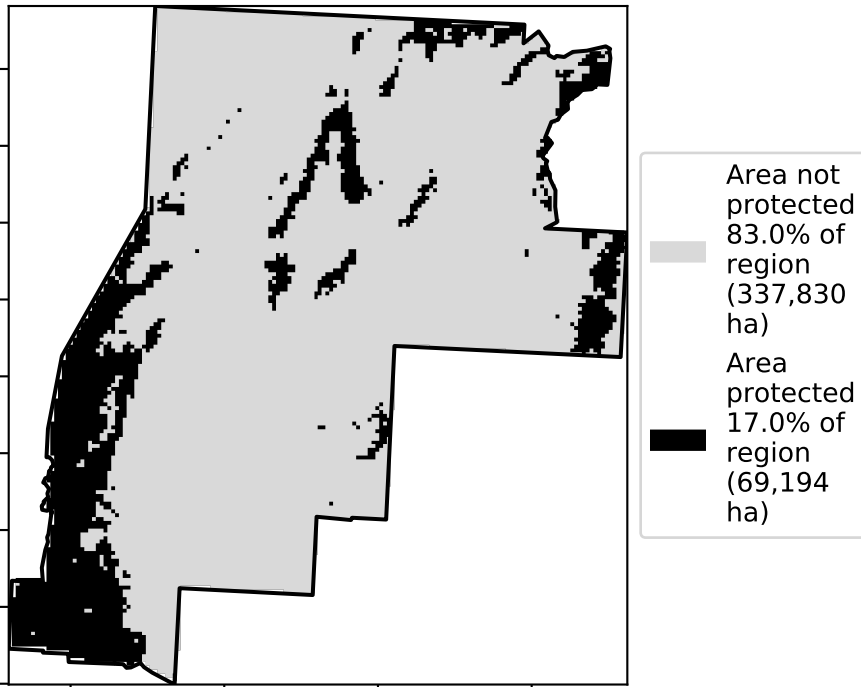 Area not
protected
83.0% of
region
(337,830
ha)
Area
protected
17.0% of
region
(69,194
ha)